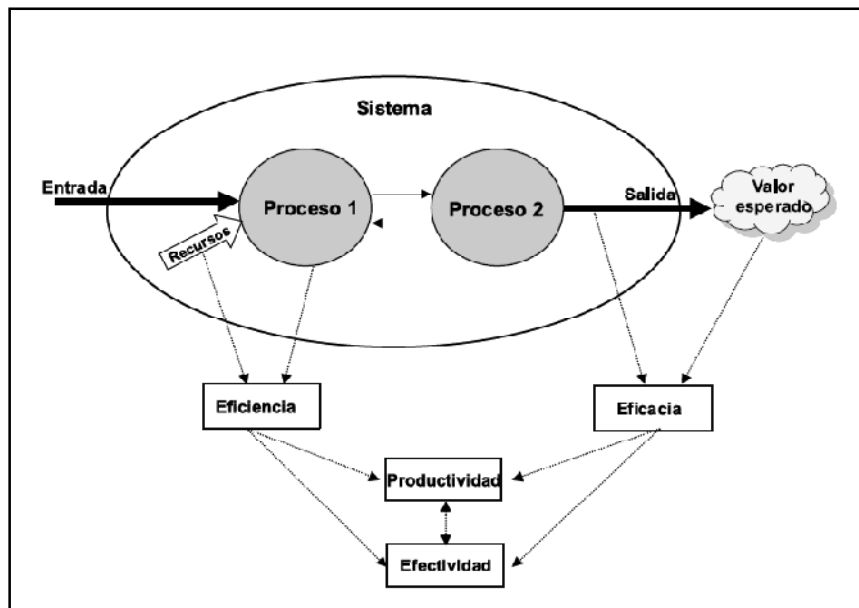 Sistema
Entrada
Proceso 1
Proceso 2
Salida
Valor
esperado
Recursos
Eficiencia
Eficacia
Productividad
Efectividad